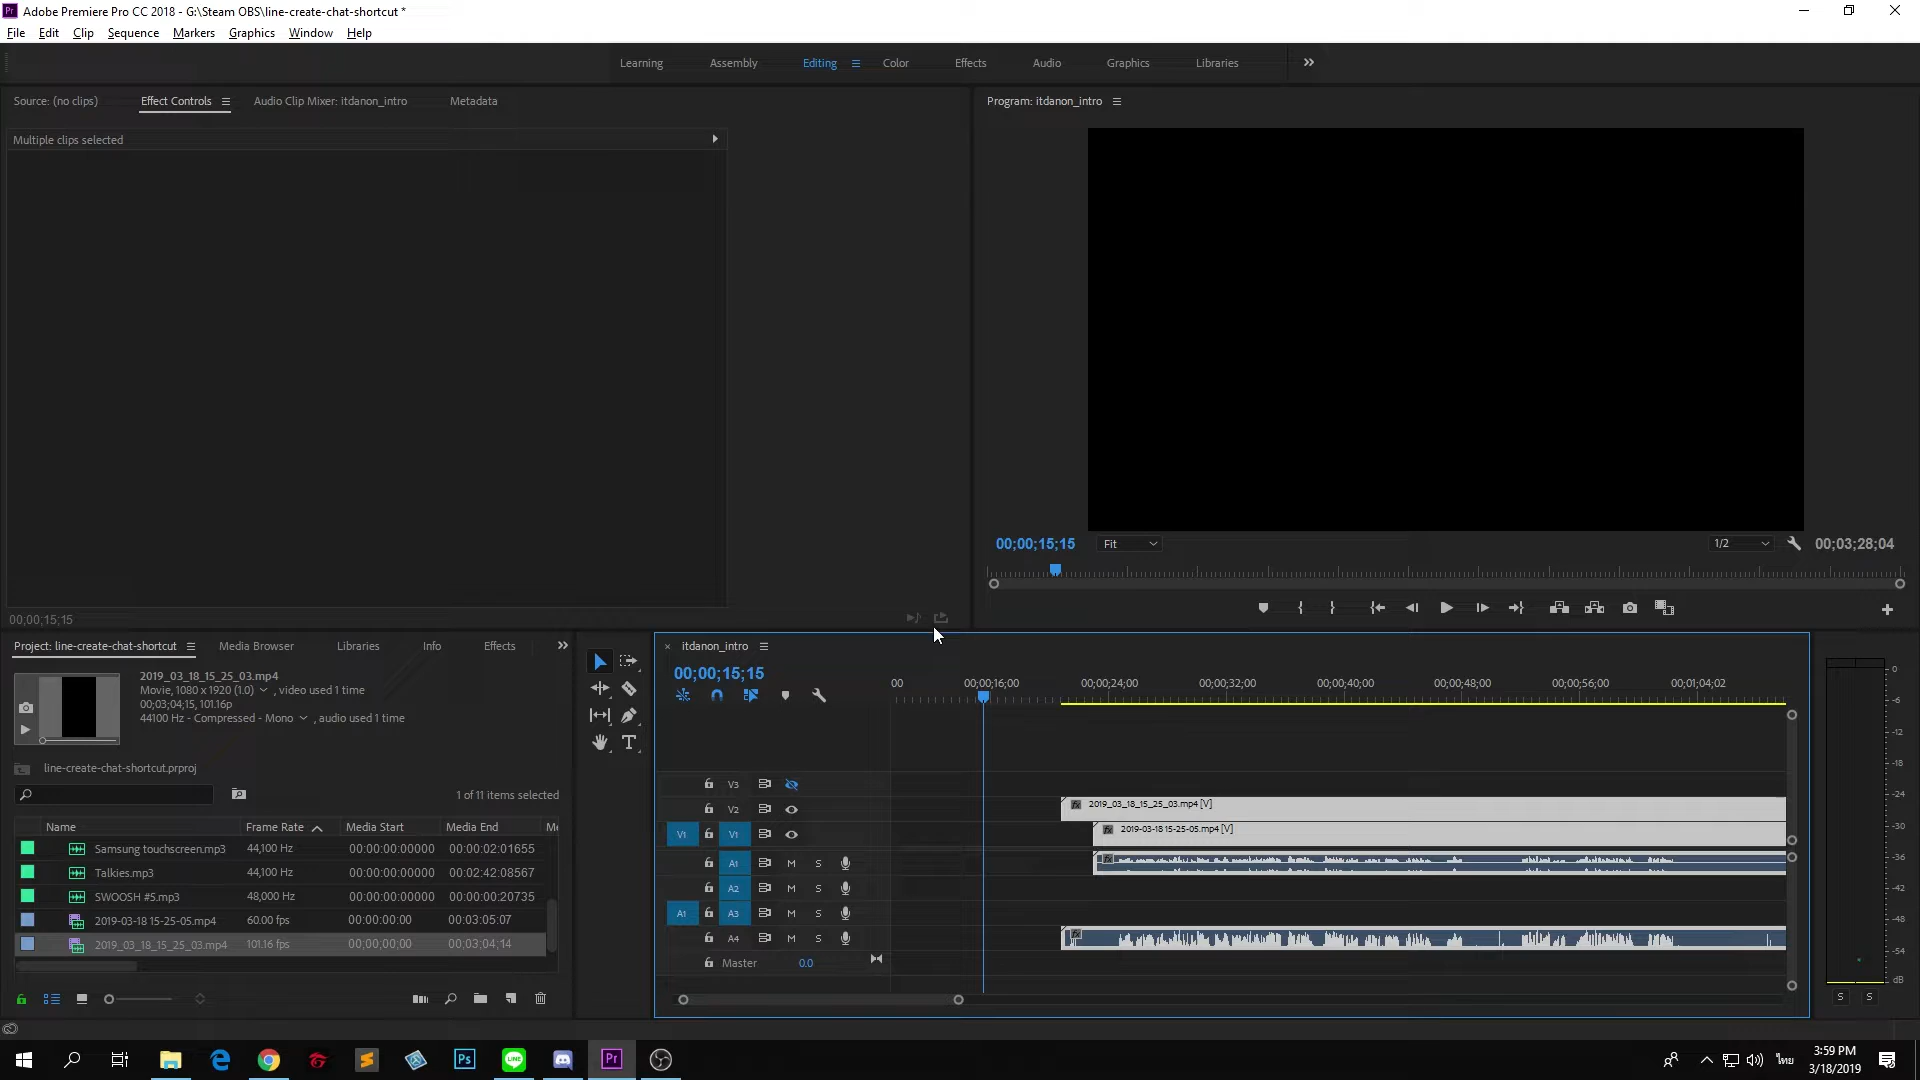 Adobe Premiere Pro CC 2018 - G:\Steam OBS\line-create-chat-shortcut *
File Edit Clip Sequence Markers Graphics Window Help
Learning Assembly Editing Color Effects Audio Graphics Libraries
Source: (no clips) Effect Controls Audio Clip Mixer: itdanon_intro Metadata
Program: itdanon_intro
Multiple clips selected
00;00;15;15 Fit 1/2 00;03;28;04
00;00;15;15
Project: line-create-chat-shortcut Media Browser Libraries Info Effects
2019_03_18_15_25_03.mp4
Movie, 1080 x 1920 (1.0) , video used 1 time
00;03;04;15, 101.16p
44100 Hz - Compressed - Mono , audio used 1 time
line-create-chat-shortcut.prproj
1 of 11 items selected
Name Frame Rate Media Start Media End Me
Samsung touchscreen.mp3 44,100 Hz 00:00:00:00000 00:00:02:01655
Talkies.mp3 44,100 Hz 00:00:00:00000 00:02:42:08567
SWOOSH #5.mp3 48,000 Hz 00:00:00:00000 00:00:00:20735
2019-03-18 15-25-05.mp4 60.00 fps 00:00:00:00 00:03:05:07
2019_03_18_15_25_03.mp4 101.16 fps 00;00;00;00 00;03;04;14
itdanon_intro
00;00;15;15
00 00;00;16;00 00;00;24;00 00;00;32;00 00;00;40;00 00;00;48;00 00;00;56;00 00;01;04;02
V3
V2 2019_03_18_15_25_03.mp4 [V]
V1 V1 2019-03-18 15-25-05.mp4 [V]
A1 M S
A2 M S
A1 A3 M S
A4 M S
Master 0.0
0
-6
-12
-18
-24
-30
-36
-42
-48
-54
dB
S S
Ps LINE Pr
ไทย
3:59 PM
3/18/2019